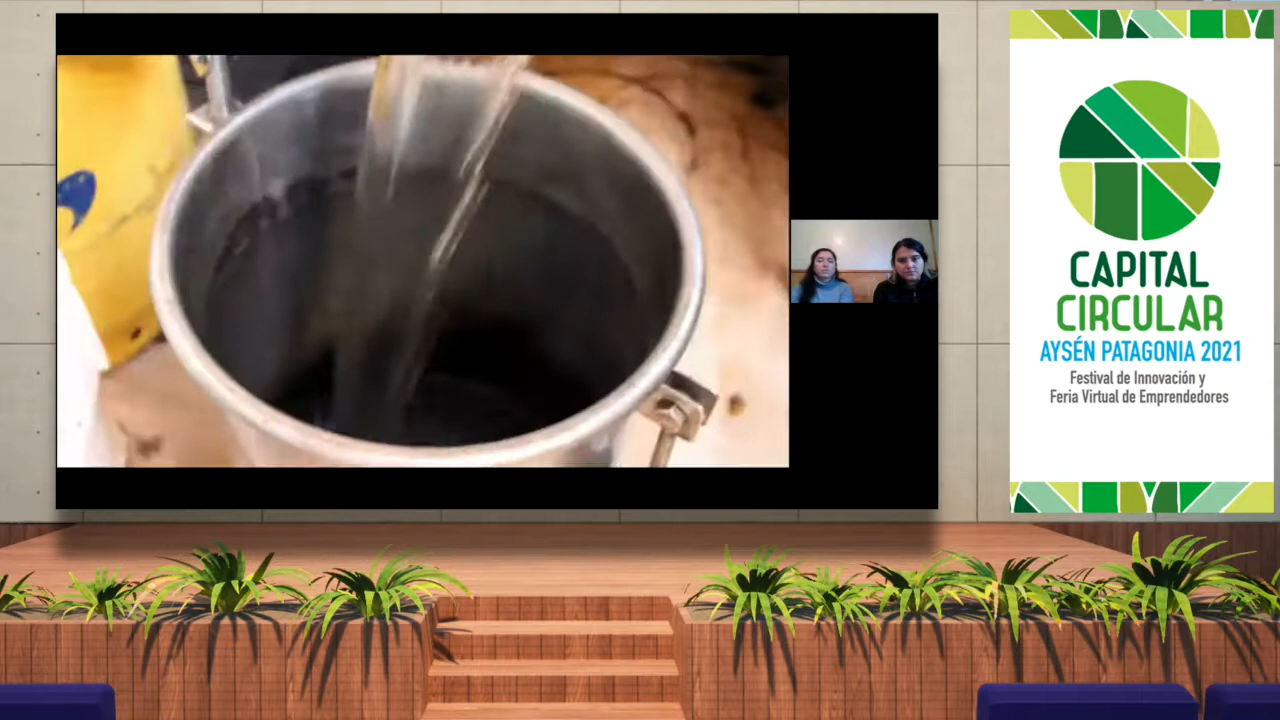 CAPITAL
CIRCULAR
AYSÉN PATAGONIA 2021
Festival de Innovación y
Feria Virtual de Emprendedores